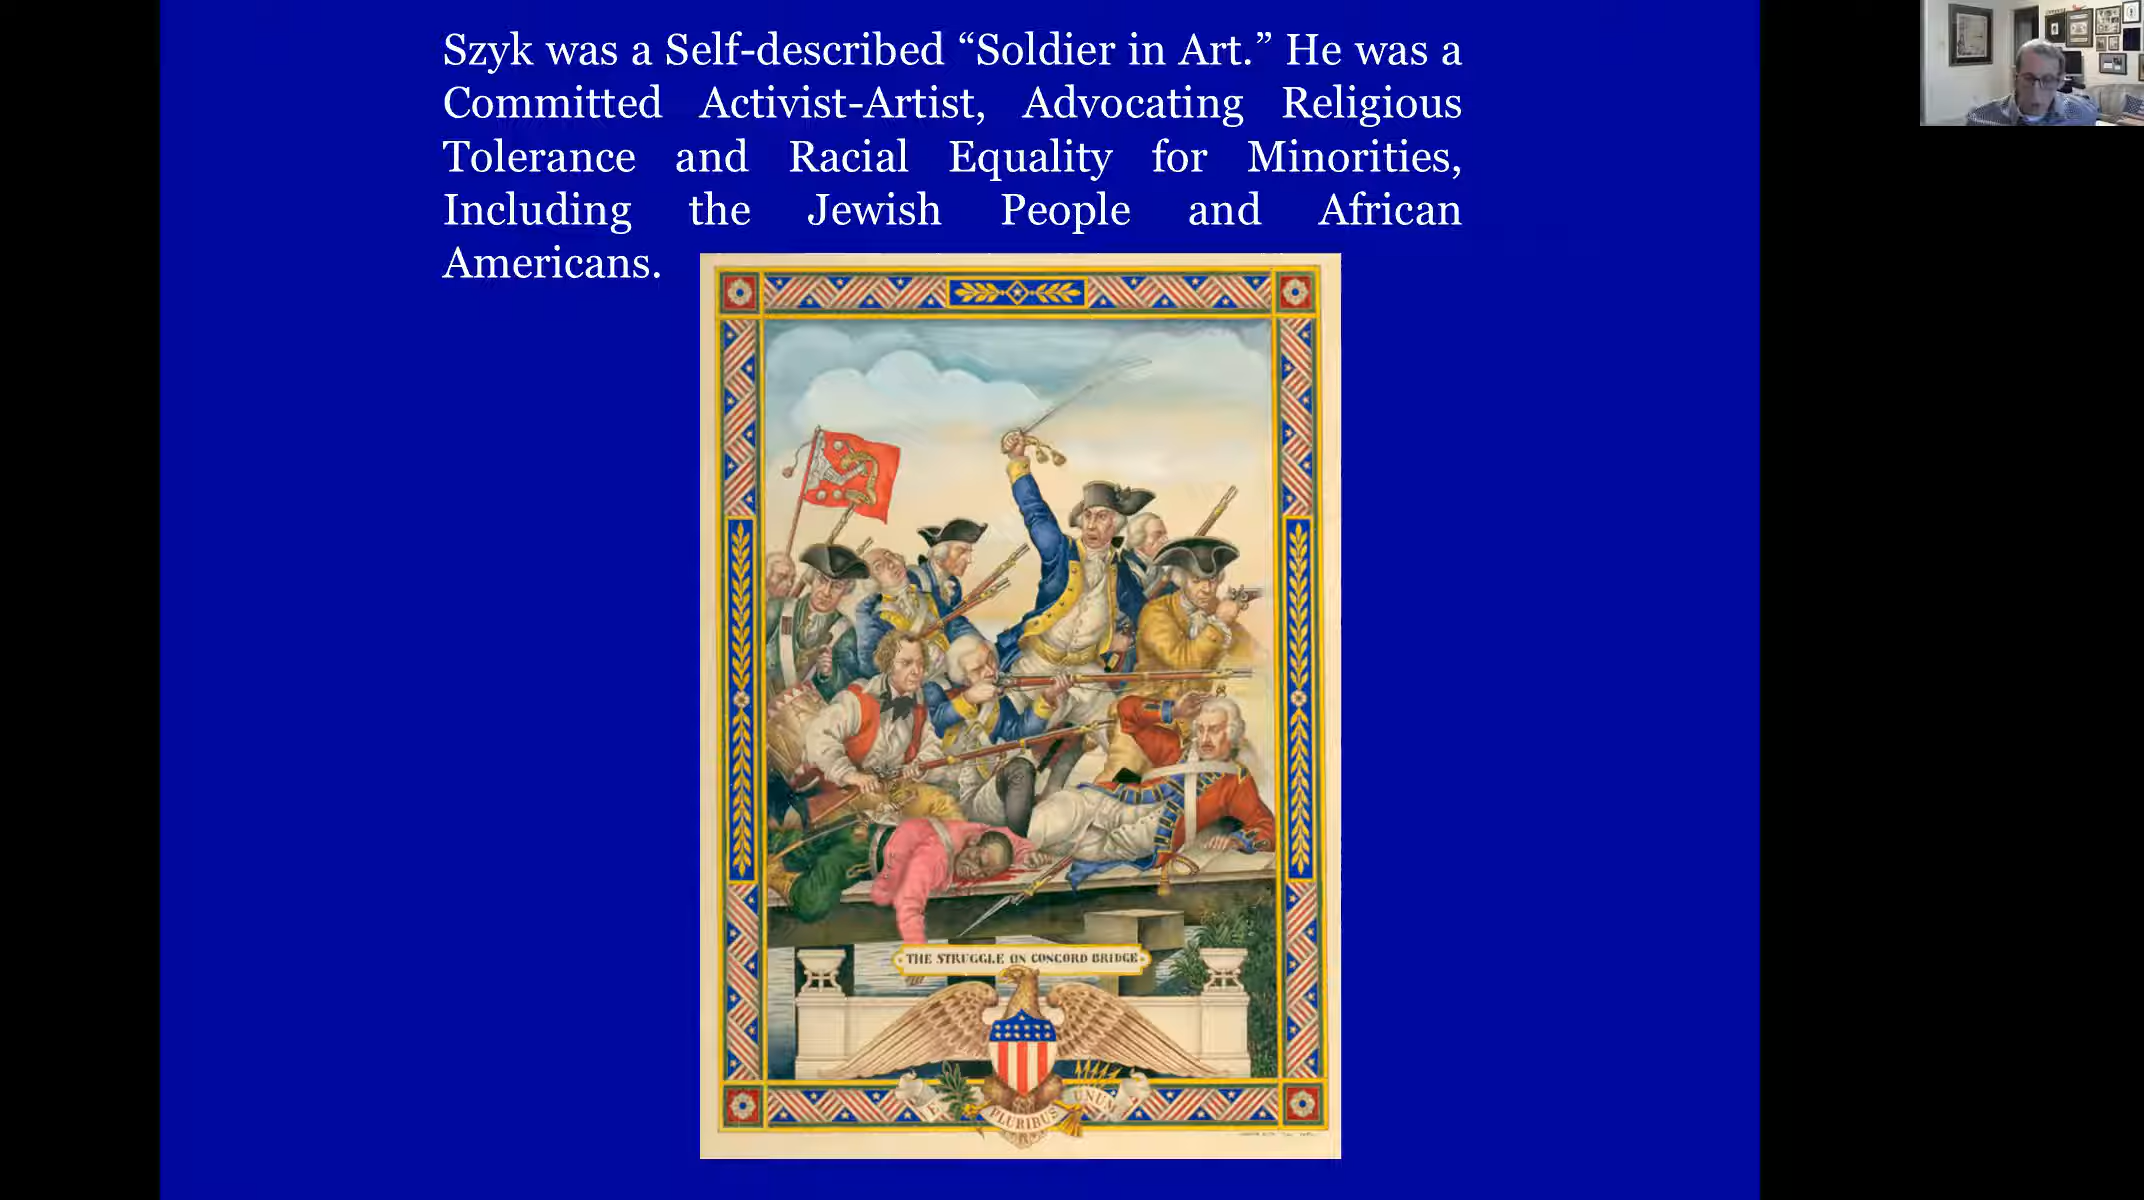 Szyk was a Self-described “Soldier in Art.” He was a
Committed Activist-Artist, Advocating Religious
Tolerance and Racial Equality for Minorities,
Including the Jewish People and African
Americans.
THE STRUGGLE ON CONCORD BRIDGE
E PLURIBUS UNUM